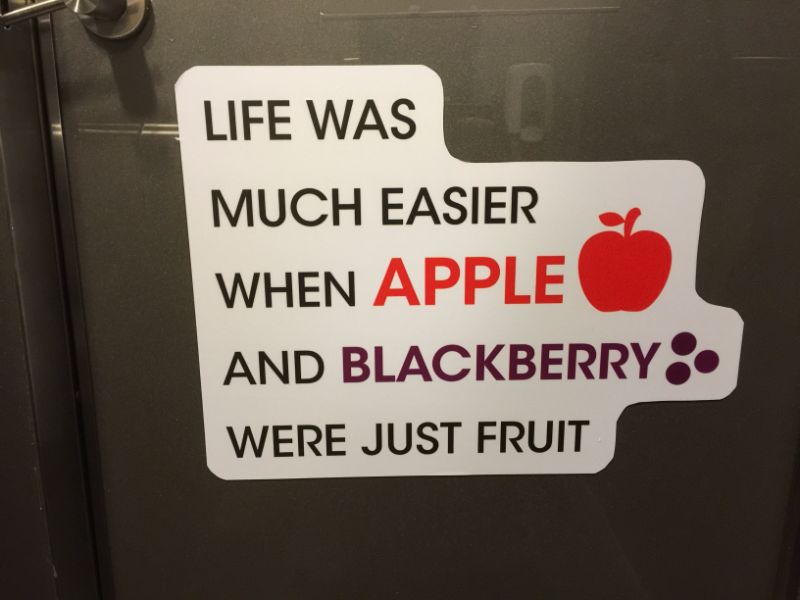 LIFE WAS
MUCH EASIER
WHEN APPLE
AND BLACKBERRY
WERE JUST FRUIT